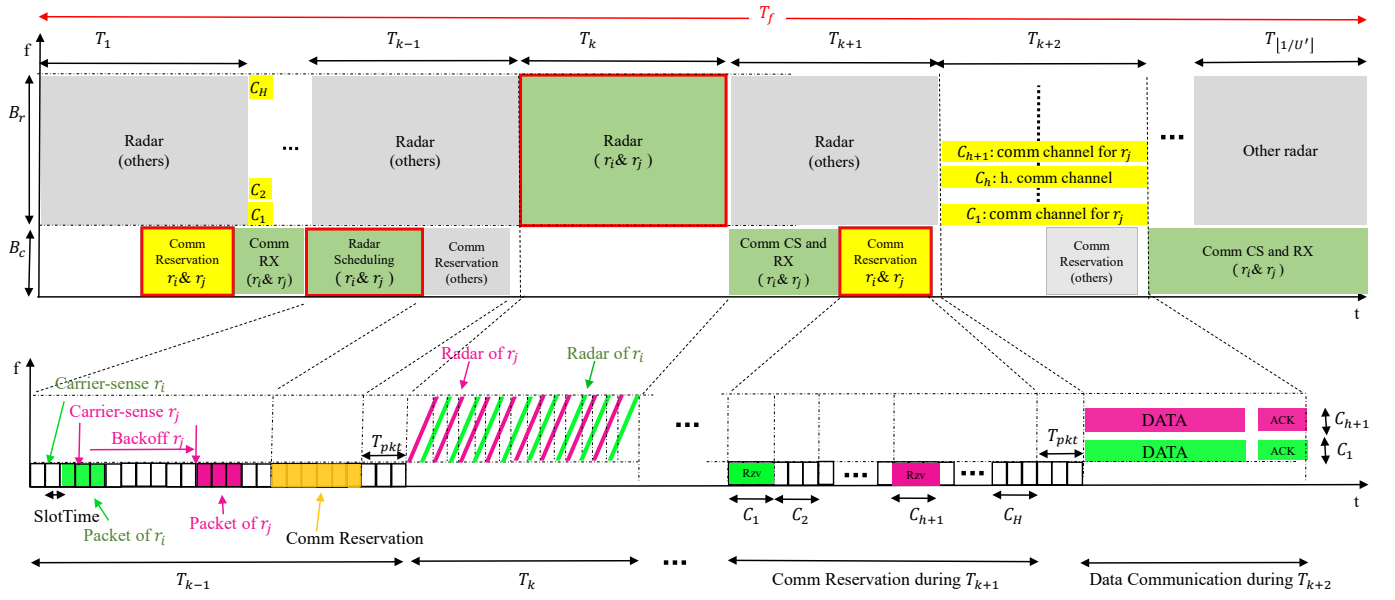 T_f
f
T_1
T_{k-1}
T_k
T_{k+1}
T_{k+2}
T_{⌊1/U′⌋}
B_r
Radar
(others)
C_H
...
C_2
C_1
Radar
(others)
Radar
( r_i& r_j )
Radar
(others)
C_{h+1}: comm channel for r_j
C_h: h. comm channel
C_1: comm channel for r_j
...
Other radar
B_c
Comm
Reservation
r_i& r_j
Comm
RX
(r_i& r_j)
Radar
Scheduling
( r_i& r_j )
Comm
Reservation
(others)
Comm CS and
RX
( r_i& r_j )
Comm
Reservation
r_i& r_j
Comm
Reservation
(others)
Comm CS and RX
( r_i& r_j )
t
f
Radar of r_j
Radar of r_i
Carrier-sense r_i
Carrier-sense r_j
Backoff r_j
T_{pkt}
...
T_{pkt}
DATA
ACK
C_{h+1}
DATA
ACK
C_1
Rzv
...
Rzv
...
t
SlotTime
Packet of r_i
Packet of r_j
Comm Reservation
C_1
C_2
C_{h+1}
C_H
T_{k-1}
T_k
...
Comm Reservation during T_{k+1}
Data Communication during T_{k+2}